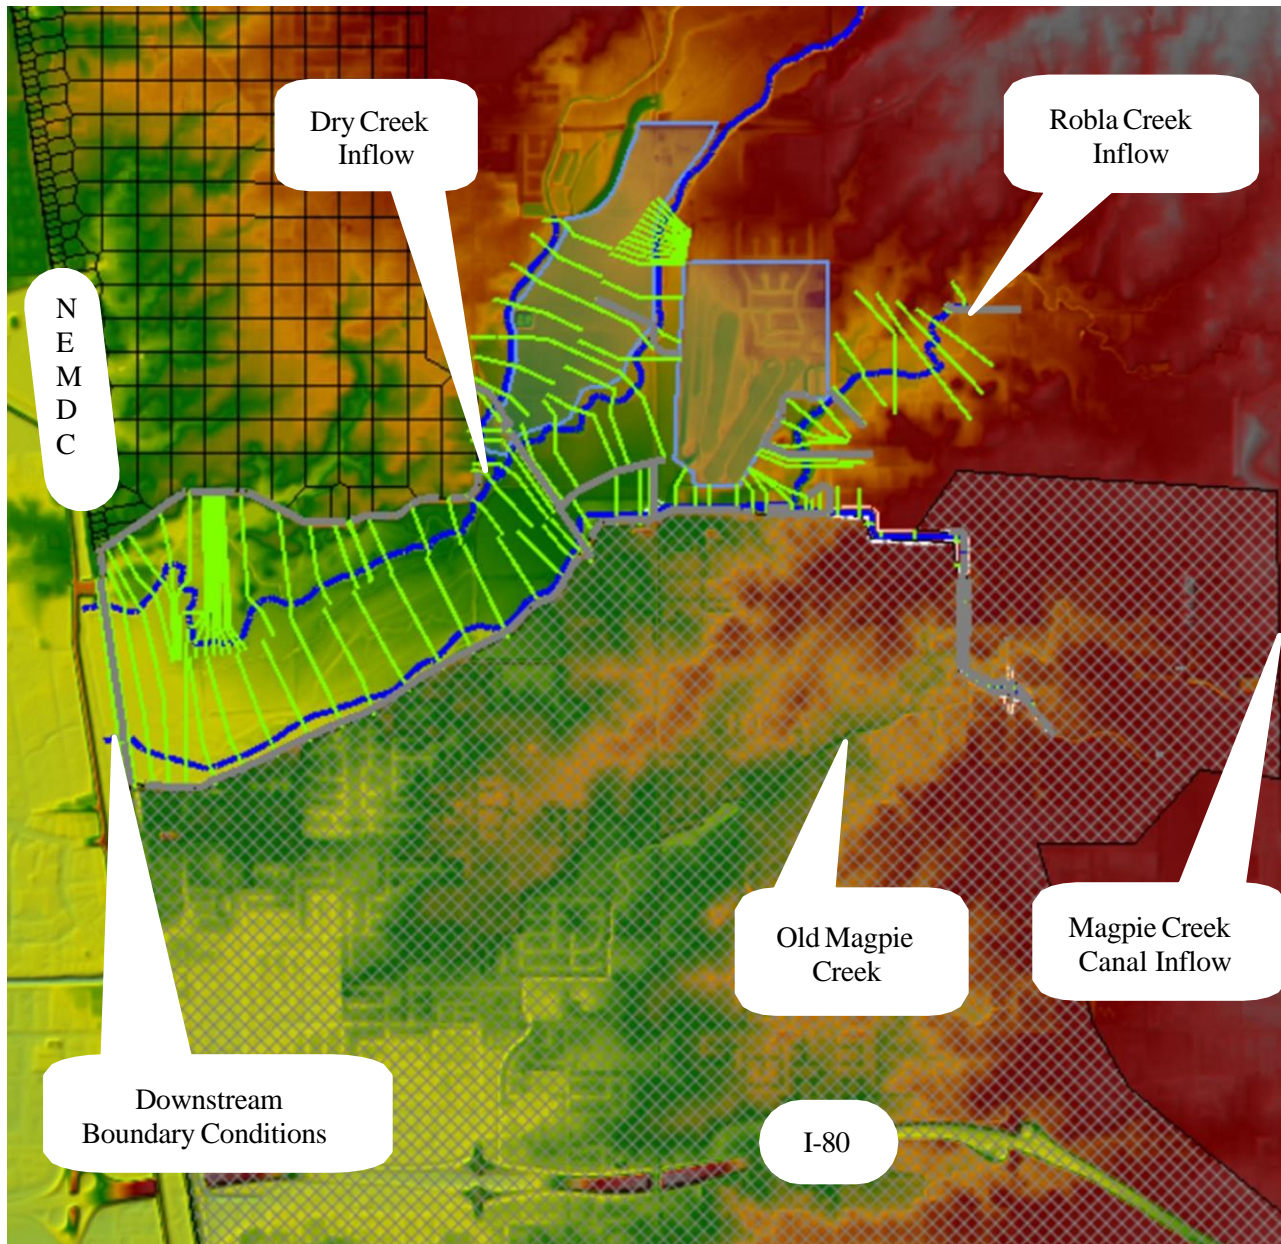 Dry Creek
Inflow
Robla Creek
Inflow
N
E
M
D
C
Old Magpie
Creek
Magpie Creek
Canal Inflow
Downstream
Boundary Conditions
I-80